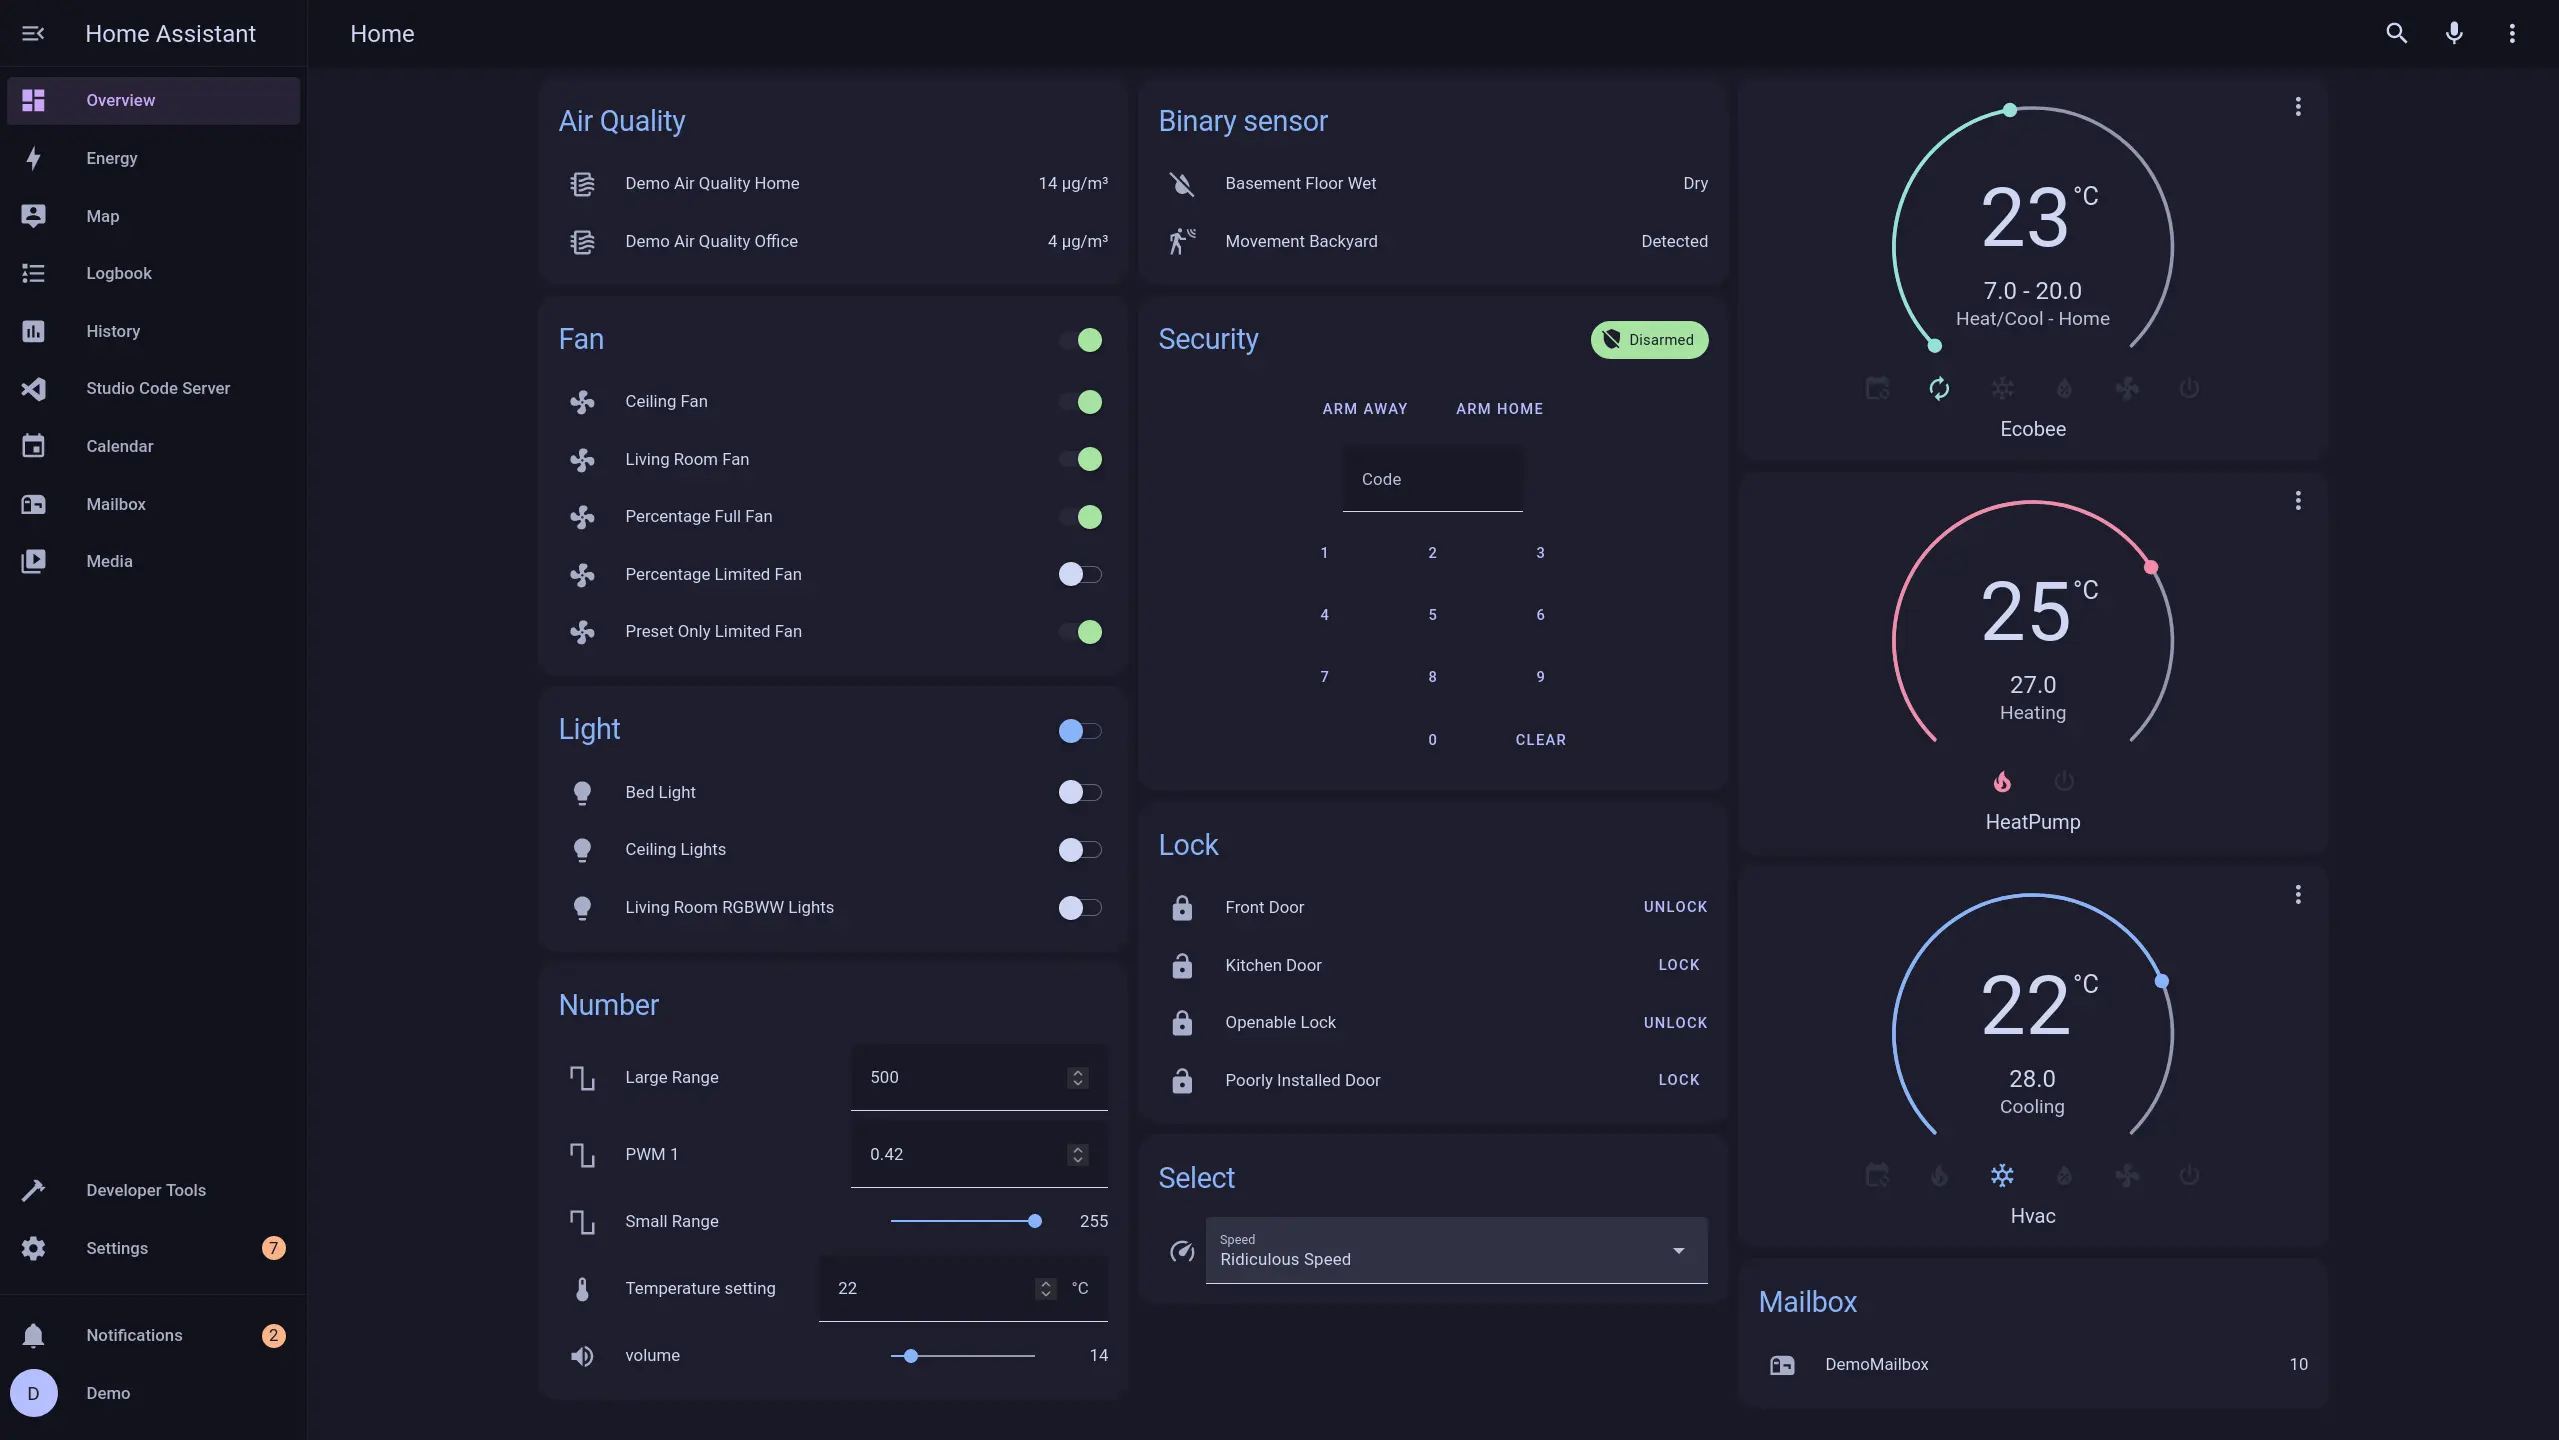 Home Assistant
Overview
Energy
Map
Logbook
History
Studio Code Server
Calendar
Mailbox
Media
Developer Tools
Settings
7
Notifications
2
D
Demo
Home
Air Quality
Demo Air Quality Home 14 µg/m³
Demo Air Quality Office 4 µg/m³
Fan
Ceiling Fan
Living Room Fan
Percentage Full Fan
Percentage Limited Fan
Preset Only Limited Fan
Light
Bed Light
Ceiling Lights
Living Room RGBWW Lights
Number
Large Range 500
PWM 1 0.42
Small Range 255
Temperature setting 22 °C
volume 14
Binary sensor
Basement Floor Wet Dry
Movement Backyard Detected
Security Disarmed
ARM AWAY ARM HOME
Code
1 2 3
4 5 6
7 8 9
0 CLEAR
Lock
Front Door UNLOCK
Kitchen Door LOCK
Openable Lock UNLOCK
Poorly Installed Door LOCK
Select
Speed
Ridiculous Speed
23 °C
7.0 - 20.0
Heat/Cool - Home
Ecobee
25 °C
27.0
Heating
HeatPump
22 °C
28.0
Cooling
Hvac
Mailbox
DemoMailbox 10